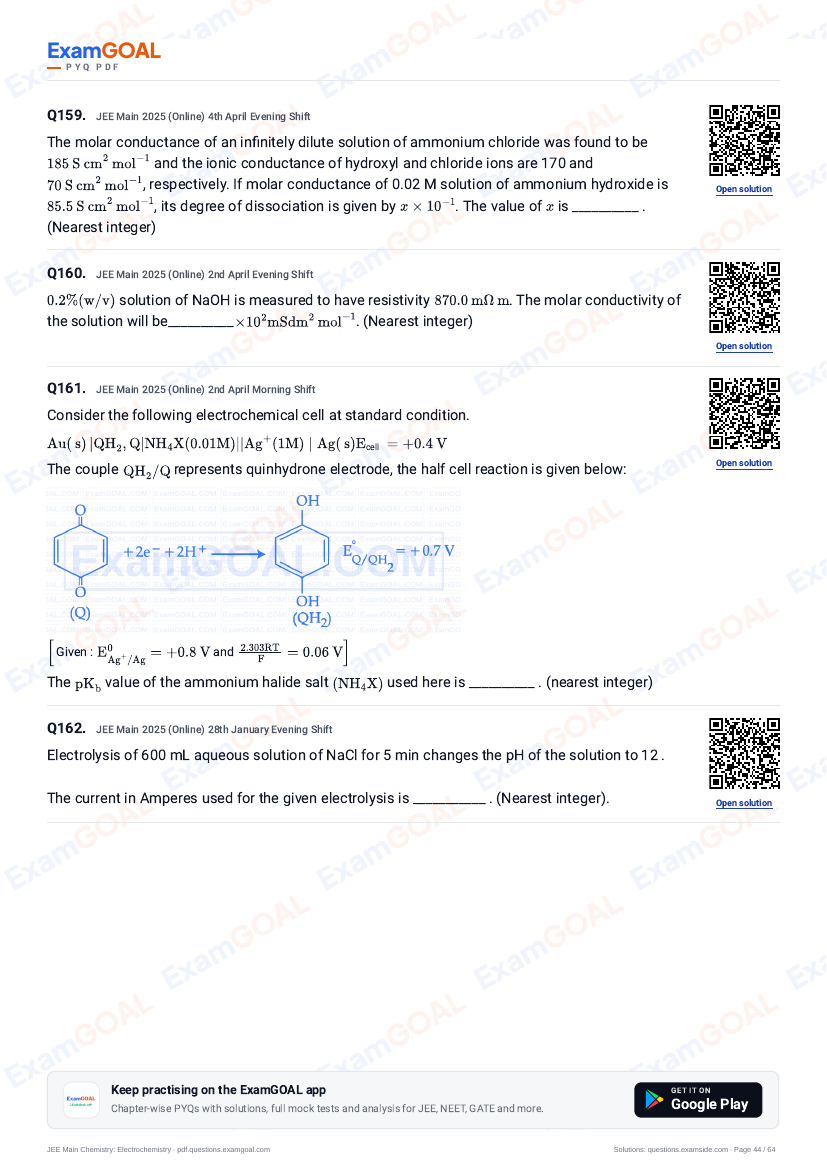 ExamGOAL
PYQ PDF
Q159. JEE Main 2025 (Online) 4th April Evening Shift
The molar conductance of an infinitely dilute solution of ammonium chloride was found to be
185 S cm² mol⁻¹ and the ionic conductance of hydroxyl and chloride ions are 170 and
70 S cm² mol⁻¹, respectively. If molar conductance of 0.02 M solution of ammonium hydroxide is
85.5 S cm² mol⁻¹, its degree of dissociation is given by x × 10⁻¹. The value of x is __________ .
(Nearest integer)
Open solution
Q160. JEE Main 2025 (Online) 2nd April Evening Shift
0.2%(w/v) solution of NaOH is measured to have resistivity 870.0 mΩ m. The molar conductivity of
the solution will be__________×10²mSdm² mol⁻¹. (Nearest integer)
Open solution
Q161. JEE Main 2025 (Online) 2nd April Morning Shift
Consider the following electrochemical cell at standard condition.
Au( s) |QH₂, Q|NH₄X(0.01M)||Ag⁺(1M) | Ag( s)E_cell = +0.4 V
The couple QH₂/Q represents quinhydrone electrode, the half cell reaction is given below:
Open solution
O
O
(Q)
+2e⁻ +2H⁺
OH
OH
(QH₂)
E°_Q/QH₂ = +0.7 V
[Given : E⁰_Ag⁺/Ag = +0.8 V and 2.303RT/F = 0.06 V]
The pK_b value of the ammonium halide salt (NH₄X) used here is __________ . (nearest integer)
Q162. JEE Main 2025 (Online) 28th January Evening Shift
Electrolysis of 600 mL aqueous solution of NaCl for 5 min changes the pH of the solution to 12 .
The current in Amperes used for the given electrolysis is ___________ . (Nearest integer).
Open solution
ExamGOAL
Keep practising on the ExamGOAL app
Chapter-wise PYQs with solutions, full mock tests and analysis for JEE, NEET, GATE and more.
GET IT ON
Google Play
JEE Main Chemistry: Electrochemistry · pdf.questions.examgoal.com
Solutions: questions.examside.com · Page 44 / 64